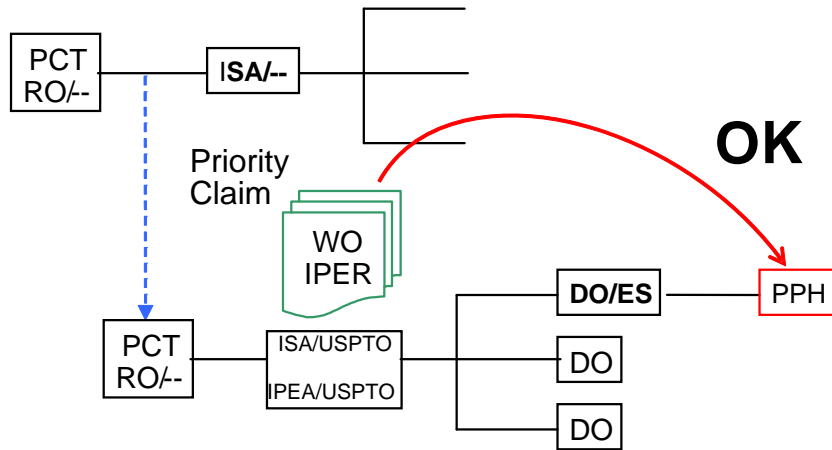 PCT
RO/--
ISA/--
OK
Priority
Claim
WO
IPER
DO/ES
PPH
PCT
RO/--
ISA/USPTO
IPEA/USPTO
DO
DO